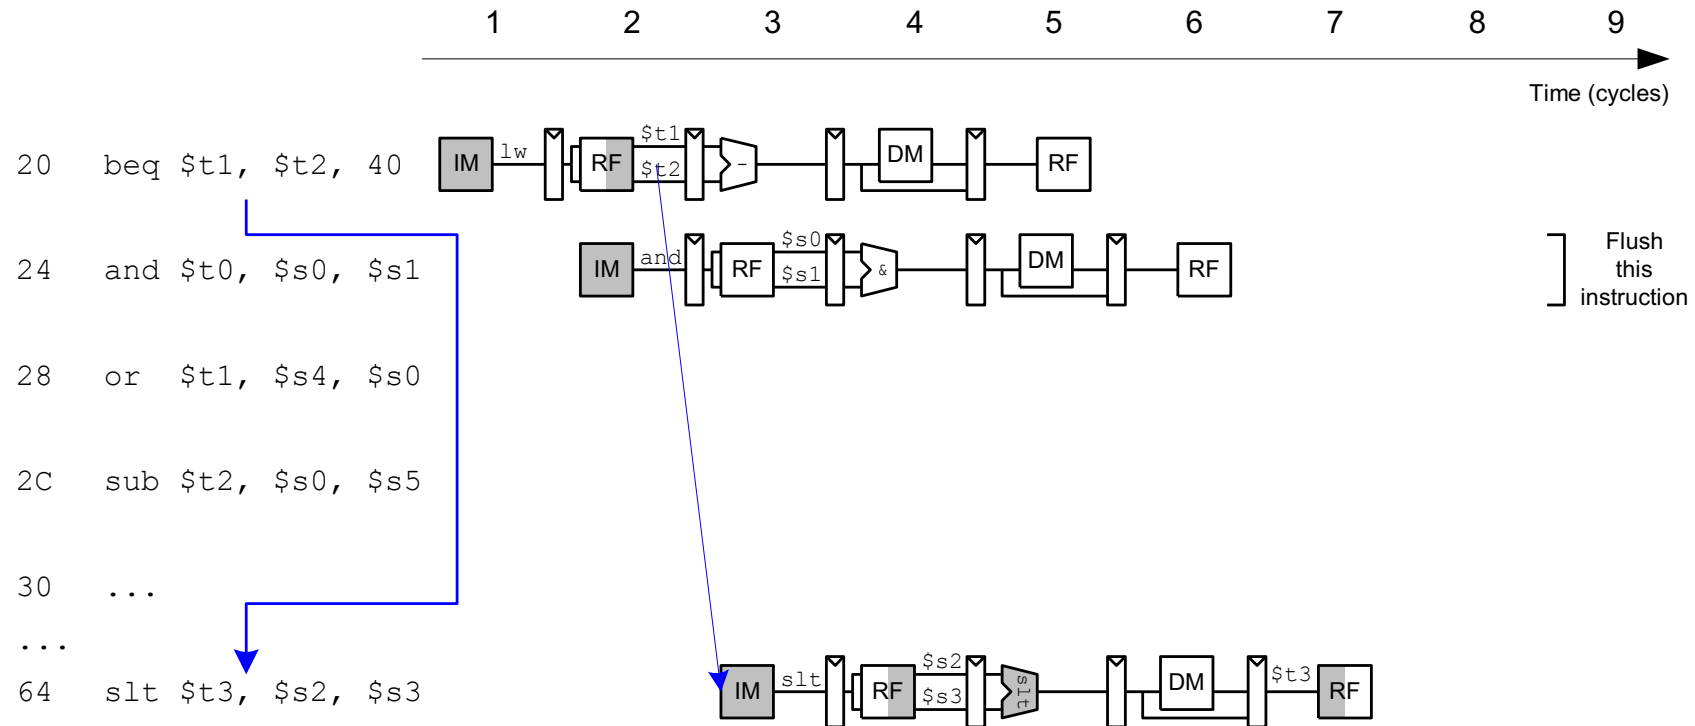 1 2 3 4 5 6 7 8 9
Time (cycles)
20 beq $t1, $t2, 40
IM lw RF $t1 $t2 - DM RF
24 and $t0, $s0, $s1
IM and RF $s0 $s1 & DM RF
Flush
this
instruction
28 or $t1, $s4, $s0
2C sub $t2, $s0, $s5
30 ...
...
64 slt $t3, $s2, $s3
IM slt RF $s2 $s3 slt DM $t3 RF